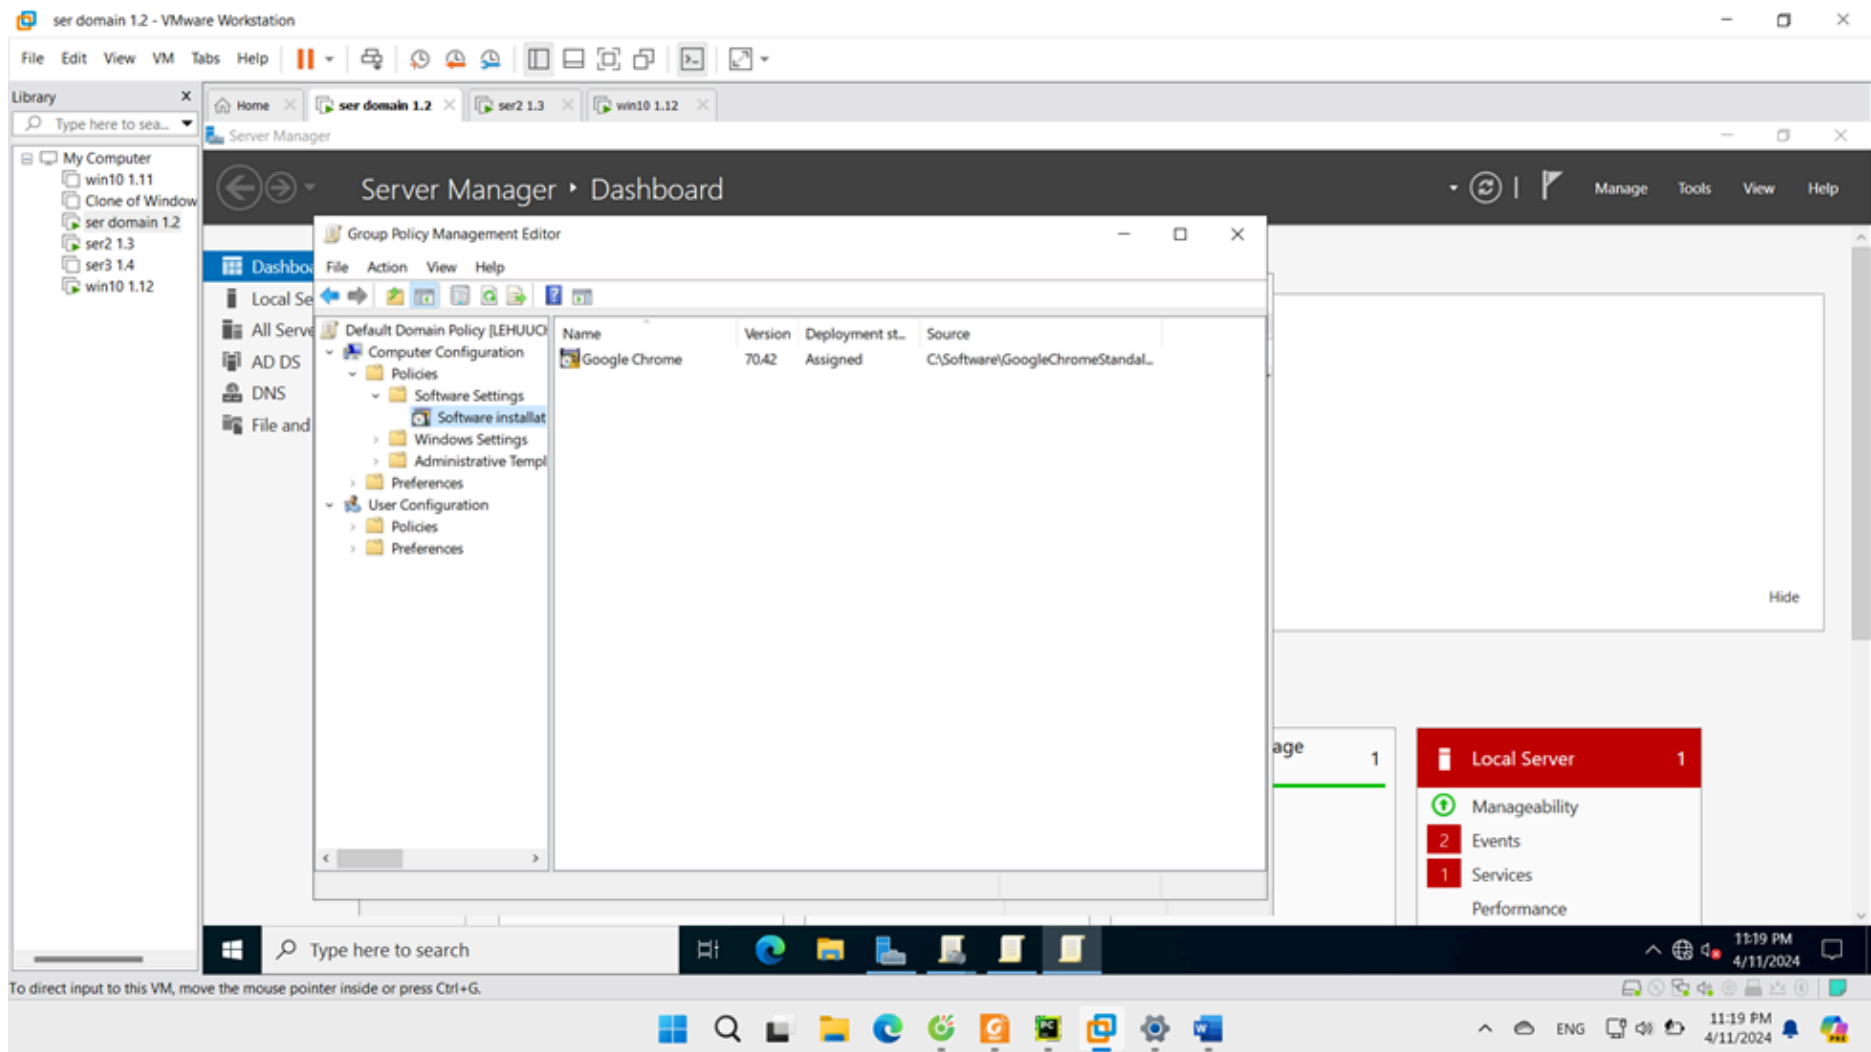 ser domain 1.2 - VMware Workstation
File Edit View VM Tabs Help
Library X
Home
ser domain 1.2
ser2 1.3
win10 1.12
Type here to sea...
My Computer
win10 1.11
Clone of Window
ser domain 1.2
ser2 1.3
ser3 1.4
win10 1.12
Server Manager
Server Manager • Dashboard
Manage Tools View Help
Dashboa
Local Se
All Serve
AD DS
DNS
File and
Group Policy Management Editor
File Action View Help
Default Domain Policy [LEHUUCH
Computer Configuration
Policies
Software Settings
Software installat
Windows Settings
Administrative Templ
Preferences
User Configuration
Policies
Preferences
Name Version Deployment st... Source
Google Chrome 70.42 Assigned C:\Software\GoogleChromeStandal...
Hide
age 1
Local Server 1
Manageability
2 Events
1 Services
Performance
Type here to search
11:19 PM
4/11/2024
To direct input to this VM, move the mouse pointer inside or press Ctrl+G.
ENG
11:19 PM
4/11/2024
PRE